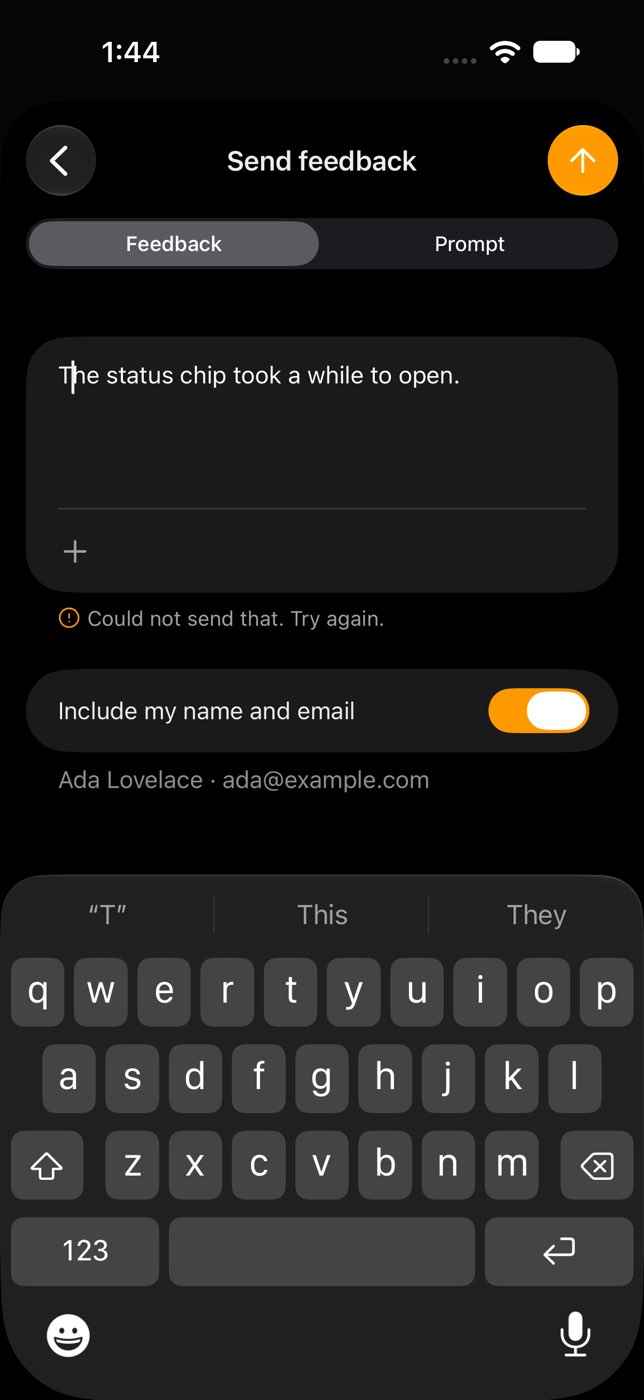 1:44
Send feedback
Feedback Prompt
The status chip took a while to open.
Could not send that. Try again.
Include my name and email
Ada Lovelace · ada@example.com
“T” This They
q w e r t y u i o p
a s d f g h j k l
z x c v b n m
123